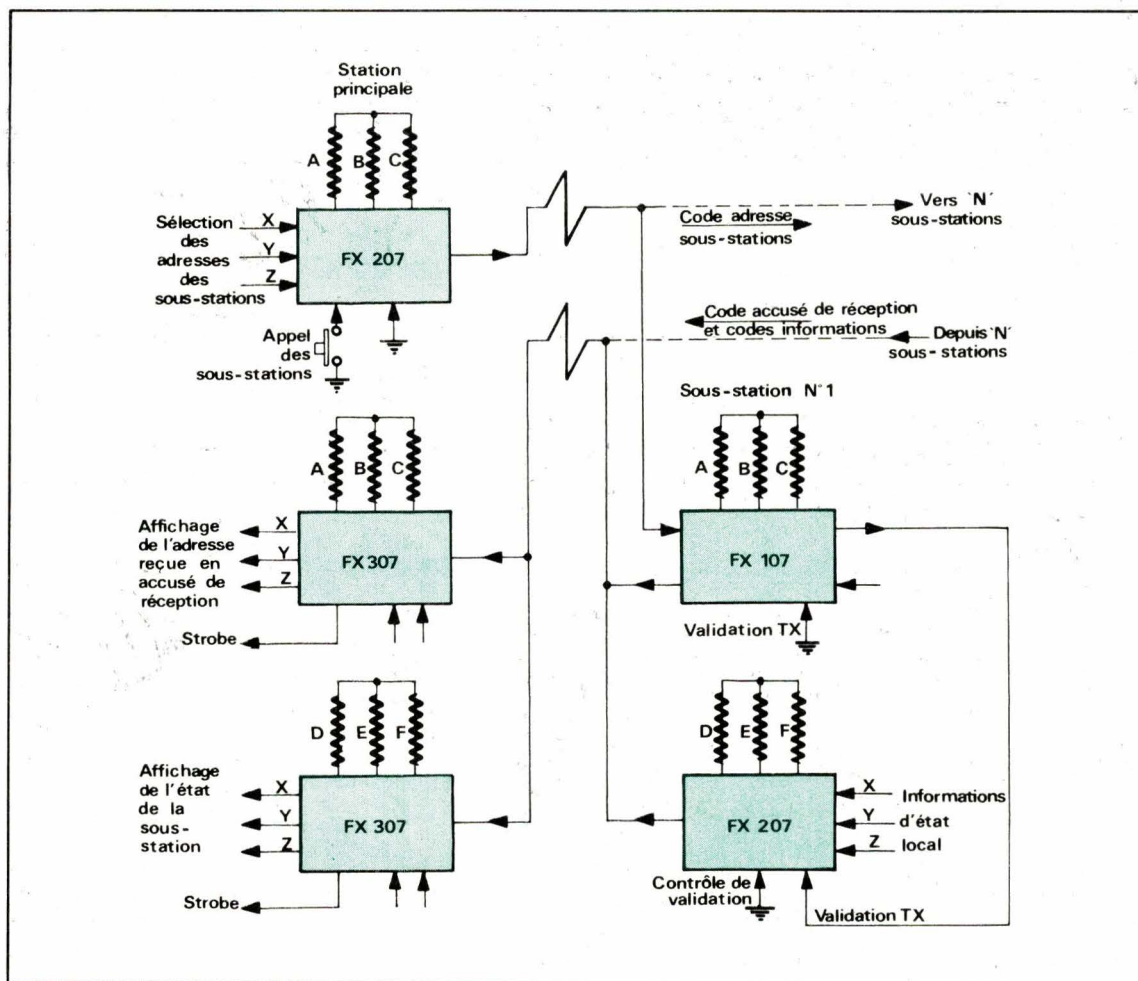 Station
principale
A
B
C
Sélection
des
adresses
des
sous-stations
X
Y
Z
FX 207
Appel
des
sous-stations
Code adresse
sous-stations
Vers 'N'
sous-stations
Code accusé de réception
et codes informations
Depuis 'N'
sous-stations
A
B
C
Affichage
de l'adresse
reçue en
accusé de
réception
X
Y
Z
FX 307
Strobe
Sous-station N°1
A
B
C
FX 107
Validation TX
D
E
F
Affichage
de l'état
de la
sous-
station
X
Y
Z
FX 307
Strobe
D
E
F
FX 207
X
Y
Z
Informations
d'état
local
Contrôle de
validation
Validation TX